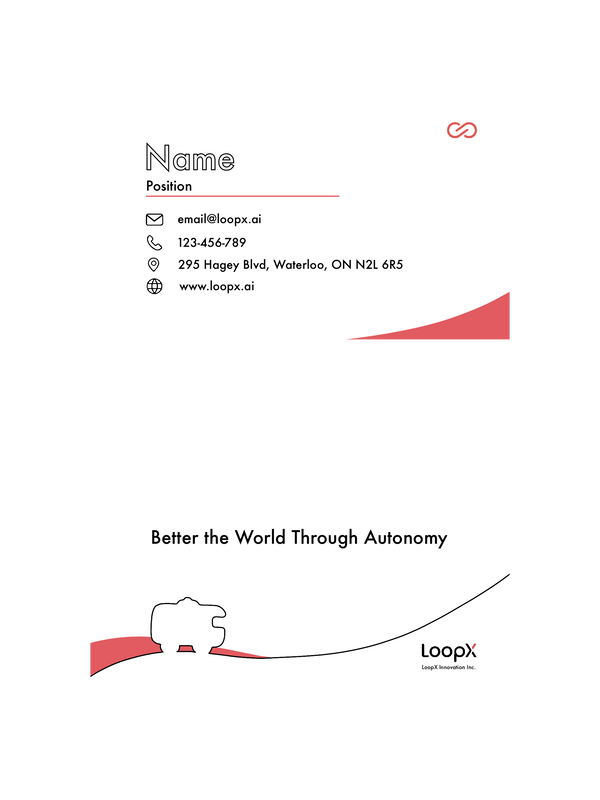 Name
Position
email@loopx.ai
123-456-789
295 Hagey Blvd, Waterloo, ON N2L 6R5
www.loopx.ai
Better the World Through Autonomy
LoopX
LoopX Innovation Inc.